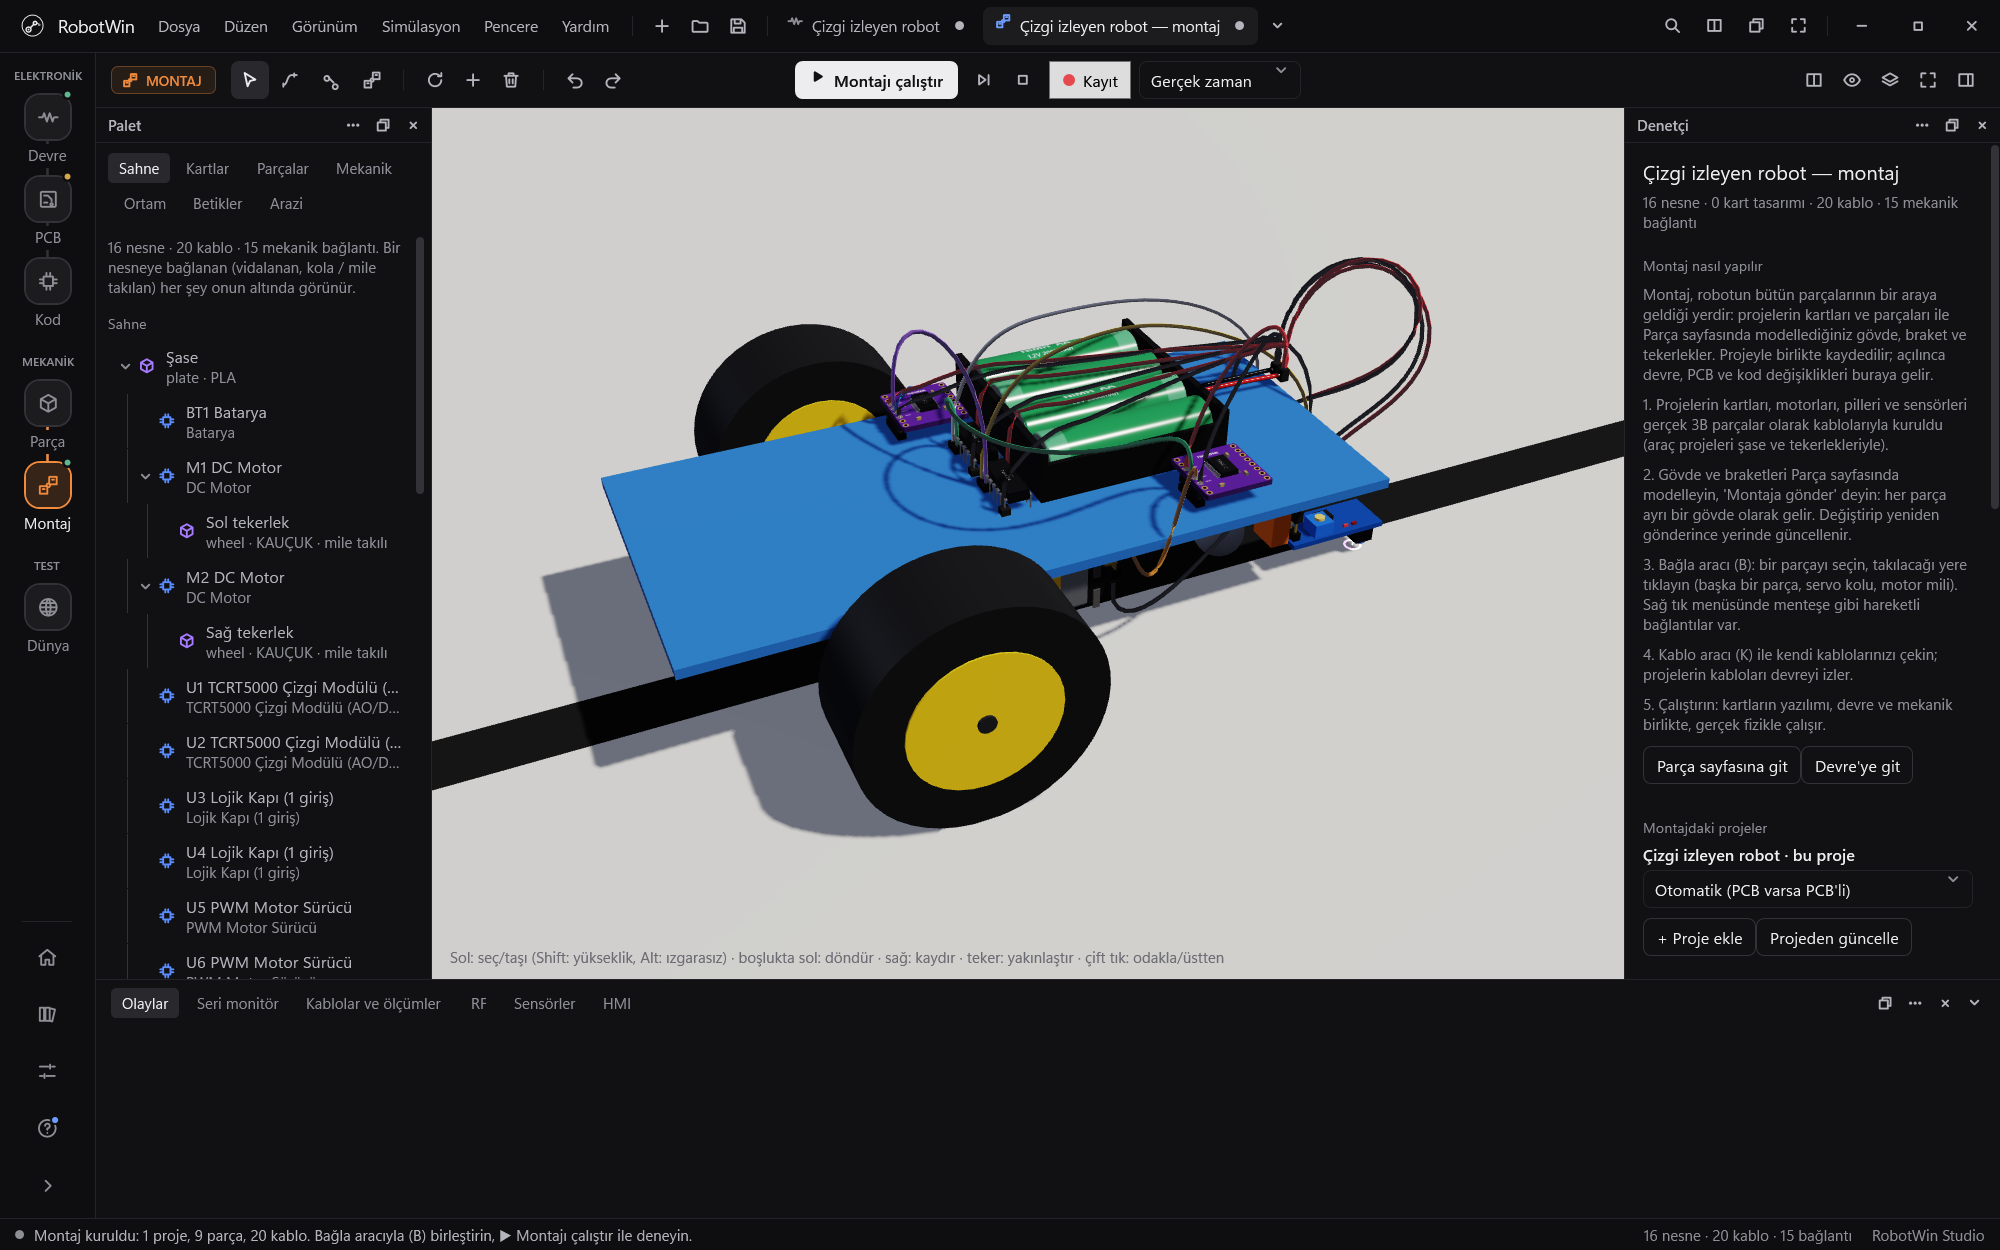 RobotWin Dosya Düzen Görünüm Simülasyon Pencere Yardım Çizgi izleyen robot Çizgi izleyen robot — montaj
ELEKTRONİK
Devre
PCB
Kod
MEKANİK
Parça
Montaj
TEST
Dünya
MONTAJ Montajı çalıştır Kayıt Gerçek zaman
Palet
Sahne Kartlar Parçalar Mekanik
Ortam Betikler Arazi
16 nesne · 20 kablo · 15 mekanik bağlantı. Bir
nesneye bağlanan (vidalanan, kola / mile
takılan) her şey onun altında görünür.
Sahne
Şase
plate · PLA
BT1 Batarya
Batarya
M1 DC Motor
DC Motor
Sol tekerlek
wheel · KAUÇUK · mile takılı
M2 DC Motor
DC Motor
Sağ tekerlek
wheel · KAUÇUK · mile takılı
U1 TCRT5000 Çizgi Modülü (...
TCRT5000 Çizgi Modülü (AO/D...
U2 TCRT5000 Çizgi Modülü (...
TCRT5000 Çizgi Modülü (AO/D...
U3 Lojik Kapı (1 giriş)
Lojik Kapı (1 giriş)
U4 Lojik Kapı (1 giriş)
Lojik Kapı (1 giriş)
U5 PWM Motor Sürücü
PWM Motor Sürücü
U6 PWM Motor Sürücü
Sol: seç/taşı (Shift: yükseklik, Alt: ızgarasız) · boşlukta sol: döndür · sağ: kaydır · teker: yakınlaştır · çift tık: odakla/üstten
Denetçi
Çizgi izleyen robot — montaj
16 nesne · 0 kart tasarımı · 20 kablo · 15 mekanik
bağlantı
Montaj nasıl yapılır
Montaj, robotun bütün parçalarının bir araya
geldiği yerdir: projelerin kartları ve parçaları ile
Parça sayfasında modellediğiniz gövde, braket ve
tekerlekler. Projeyle birlikte kaydedilir; açılınca
devre, PCB ve kod değişiklikleri buraya gelir.
1. Projelerin kartları, motorları, pilleri ve sensörleri
gerçek 3B parçalar olarak kablolarıyla kuruldu
(araç projeleri şase ve tekerlekleriyle).
2. Gövde ve braketleri Parça sayfasında
modelleyin, 'Montaja gönder' deyin: her parça
ayrı bir gövde olarak gelir. Değiştirip yeniden
gönderince yerinde güncellenir.
3. Bağla aracı (B): bir parçayı seçin, takılacağı yere
tıklayın (başka bir parça, servo kolu, motor mili).
Sağ tık menüsünde menteşe gibi hareketli
bağlantılar var.
4. Kablo aracı (K) ile kendi kablolarınızı çekin;
projelerin kabloları devreyi izler.
5. Çalıştırın: kartların yazılımı, devre ve mekanik
birlikte, gerçek fizikle çalışır.
Parça sayfasına git Devre'ye git
Montajdaki projeler
Çizgi izleyen robot · bu proje
Otomatik (PCB varsa PCB'li)
+ Proje ekle Projeden güncelle
Olaylar Seri monitör Kablolar ve ölçümler RF Sensörler HMI
Montaj kuruldu: 1 proje, 9 parça, 20 kablo. Bağla aracıyla (B) birleştirin, ▶ Montajı çalıştır ile deneyin.
16 nesne · 20 kablo · 15 bağlantı RobotWin Studio